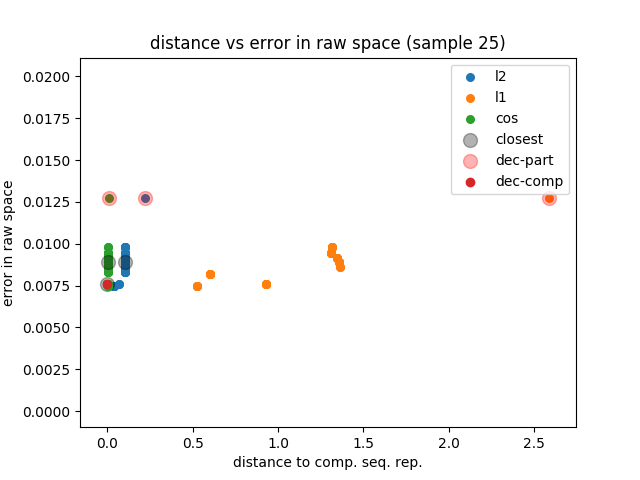 distance vs error in raw space (sample 25)
error in raw space
0.0200
0.0175
0.0150
0.0125
0.0100
0.0075
0.0050
0.0025
0.0000
l2
l1
cos
closest
dec-part
dec-comp
0.0 0.5 1.0 1.5 2.0 2.5
distance to comp. seq. rep.